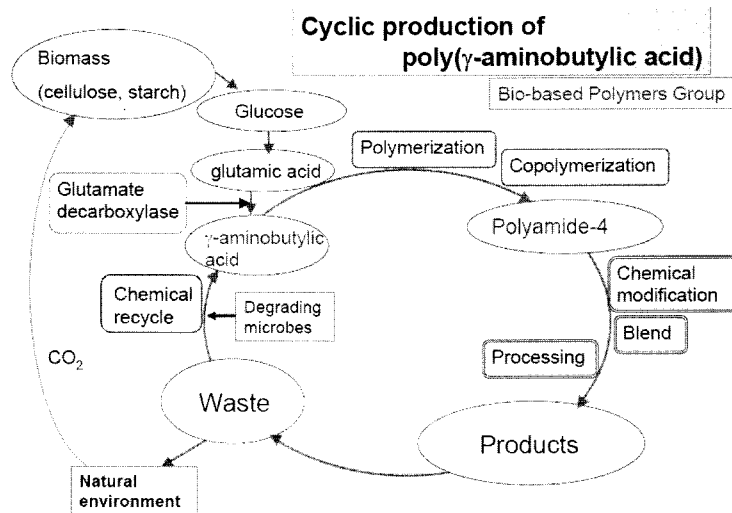 Cyclic production of
poly(γ-aminobutylic acid)
Bio-based Polymers Group
Biomass
(cellulose, starch)
Glucose
glutamic acid
Glutamate
decarboxylase
γ-aminobutylic
acid
Polymerization
Copolymerization
Polyamide-4
Chemical
modification
Blend
Processing
Products
Chemical
recycle
Degrading
microbes
Waste
CO₂
Natural
environment